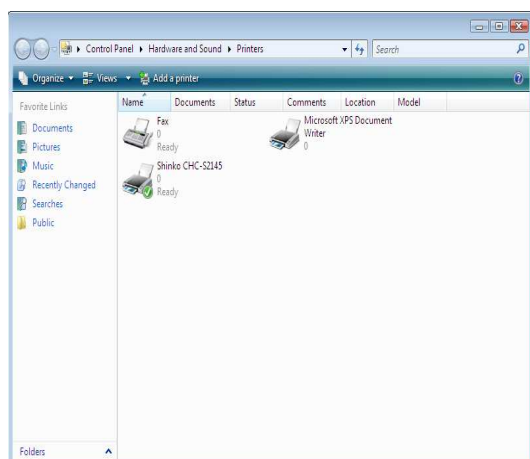 Control Panel ▸ Hardware and Sound ▸ Printers
Search
Organize
Views
Add a printer
Favorite Links
Documents
Pictures
Music
Recently Changed
Searches
Public
Folders
Name
Documents
Status
Comments
Location
Model
Fax
0
Ready
Microsoft XPS Document
Writer
0
Shinko CHC-S2145
0
Ready